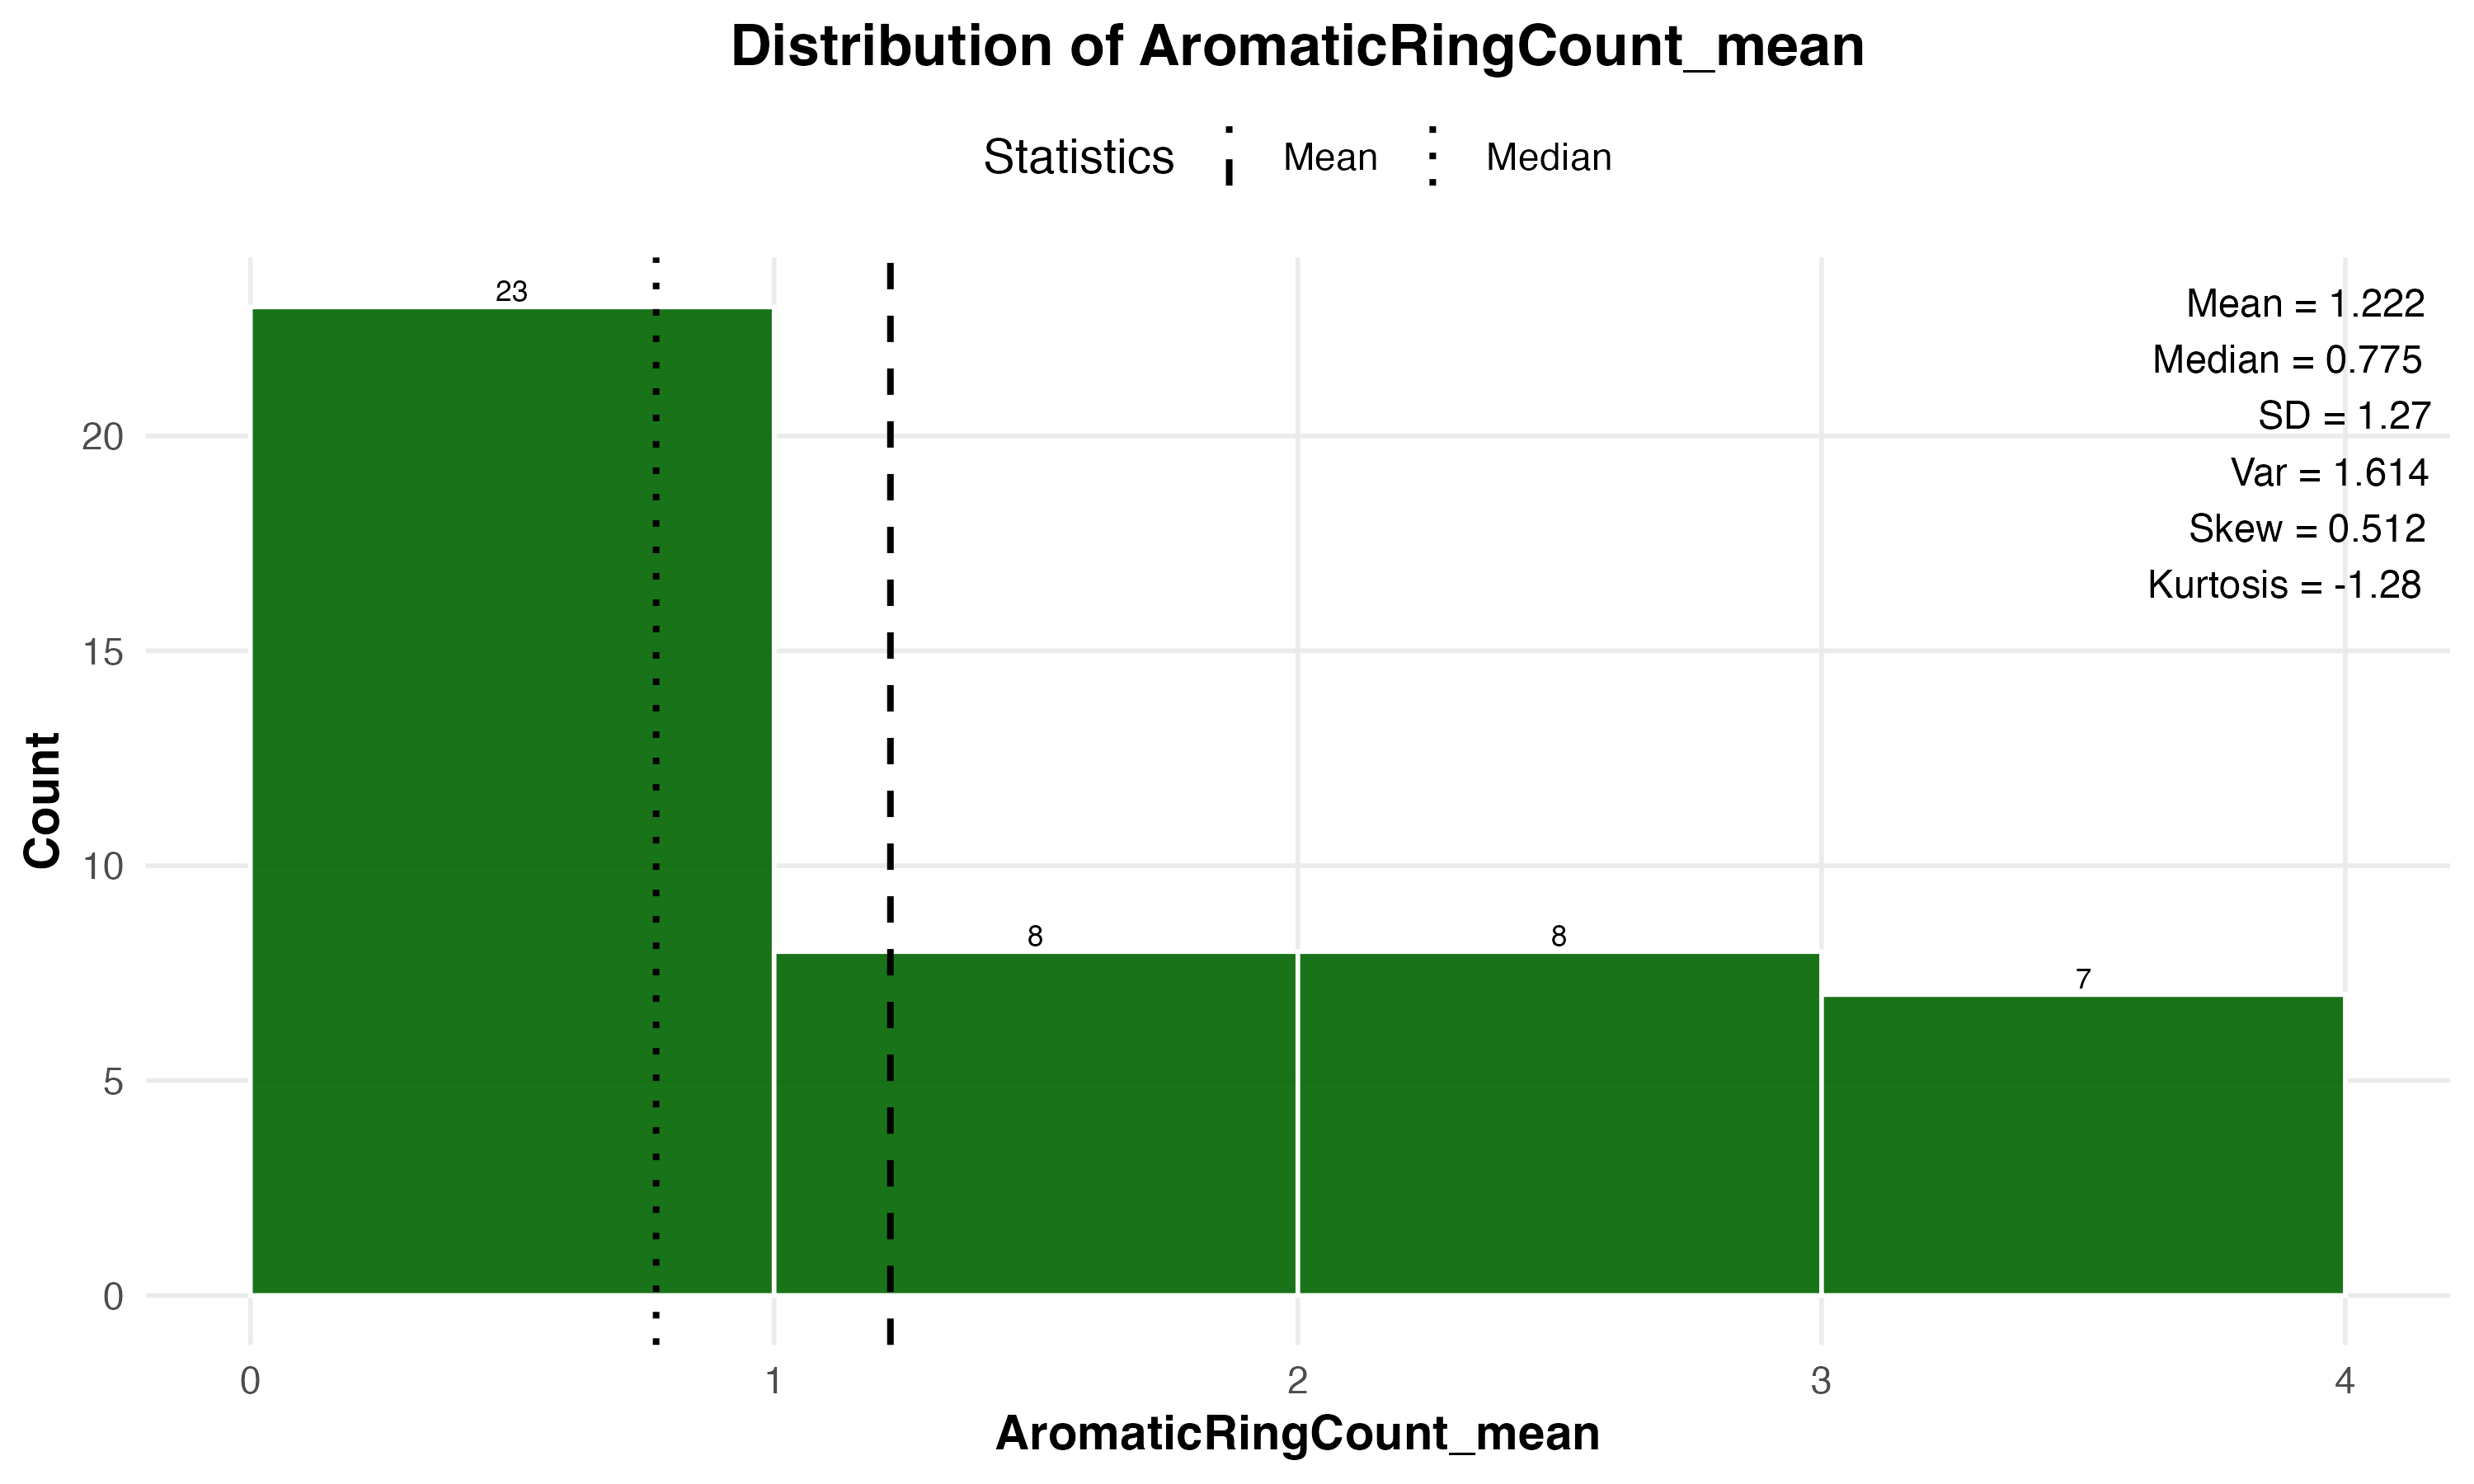 Distribution of AromaticRingCount_mean
Statistics Mean Median
Mean = 1.222
Median = 0.775
SD = 1.27
Var = 1.614
Skew = 0.512
Kurtosis = -1.28
23
8
8
7
Count
20
15
10
5
0
0 1 2 3 4
AromaticRingCount_mean